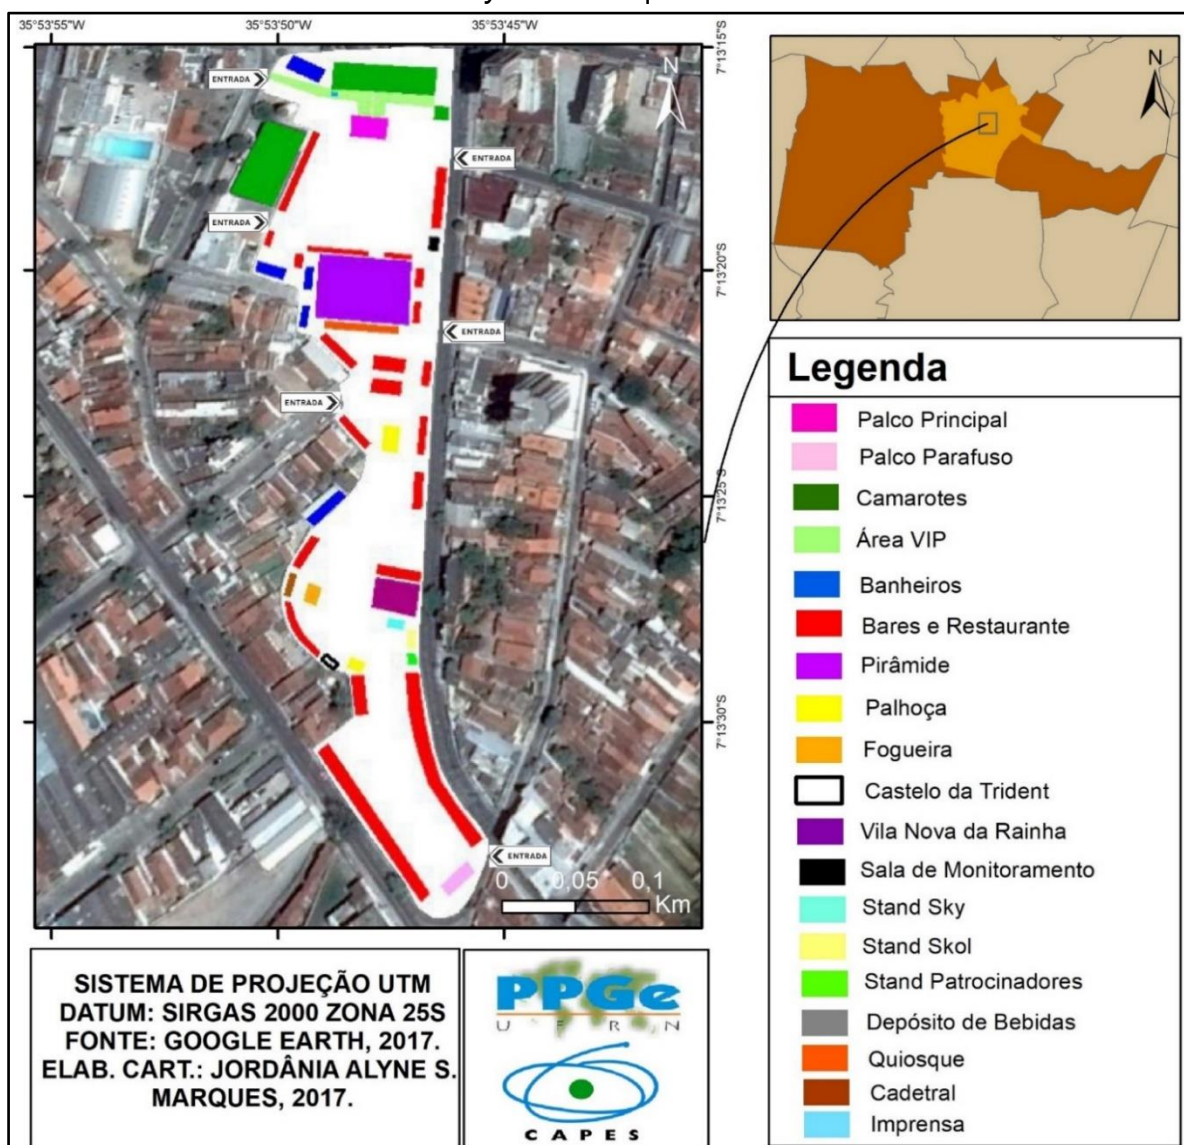 35°53'55"W
35°53'50"W
35°53'45"W
7°13'15"S
7°13'20"S
7°13'25"S
7°13'30"S
N
ENTRADA
ENTRADA
ENTRADA
ENTRADA
ENTRADA
ENTRADA
0 0,05 0,1
Km
N
Legenda
Palco Principal
Palco Parafuso
Camarotes
Área VIP
Banheiros
Bares e Restaurante
Pirâmide
Palhoça
Fogueira
Castelo da Trident
Vila Nova da Rainha
Sala de Monitoramento
Stand Sky
Stand Skol
Stand Patrocinadores
Depósito de Bebidas
Quiosque
Cadetral
Imprensa
SISTEMA DE PROJEÇÃO UTM
DATUM: SIRGAS 2000 ZONA 25S
FONTE: GOOGLE EARTH, 2017.
ELAB. CART.: JORDÂNIA ALYNE S.
MARQUES, 2017.
PPGe
UFRN
CAPES